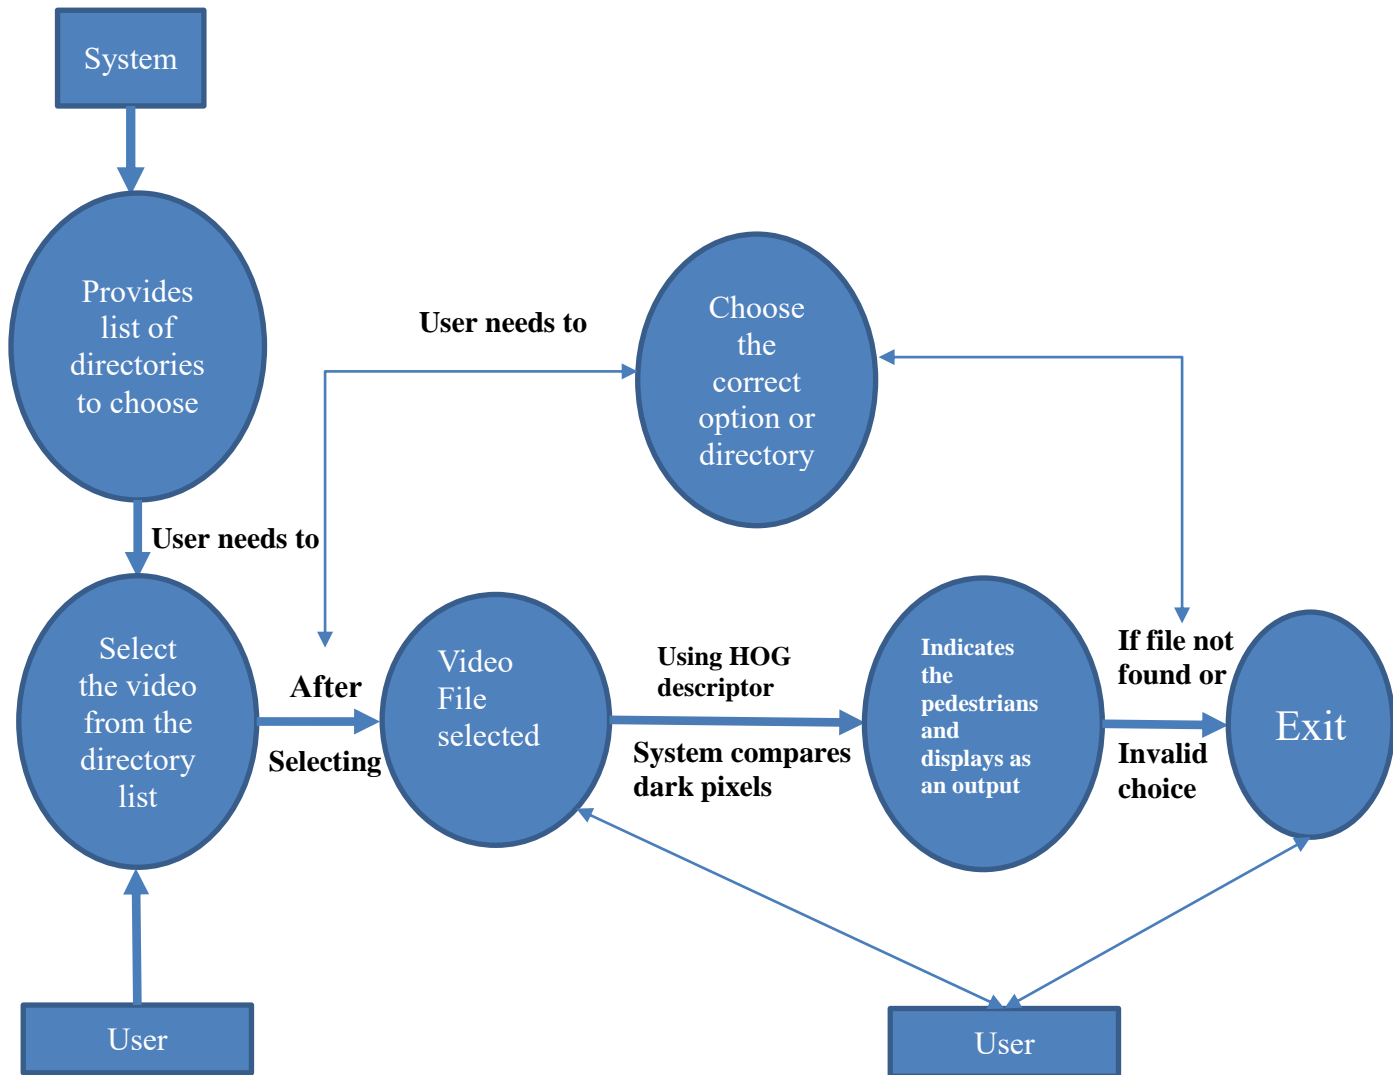 System
Provides
list of
directories
to choose
User needs to
Choose
the
correct
option or
directory
User needs to
Select
the video
from the
directory
list
After
Selecting
Video
File
selected
Using HOG
descriptor
System compares
dark pixels
Indicates
the
pedestrians
and
displays as
an output
If file not
found or
Invalid
choice
Exit
User
User